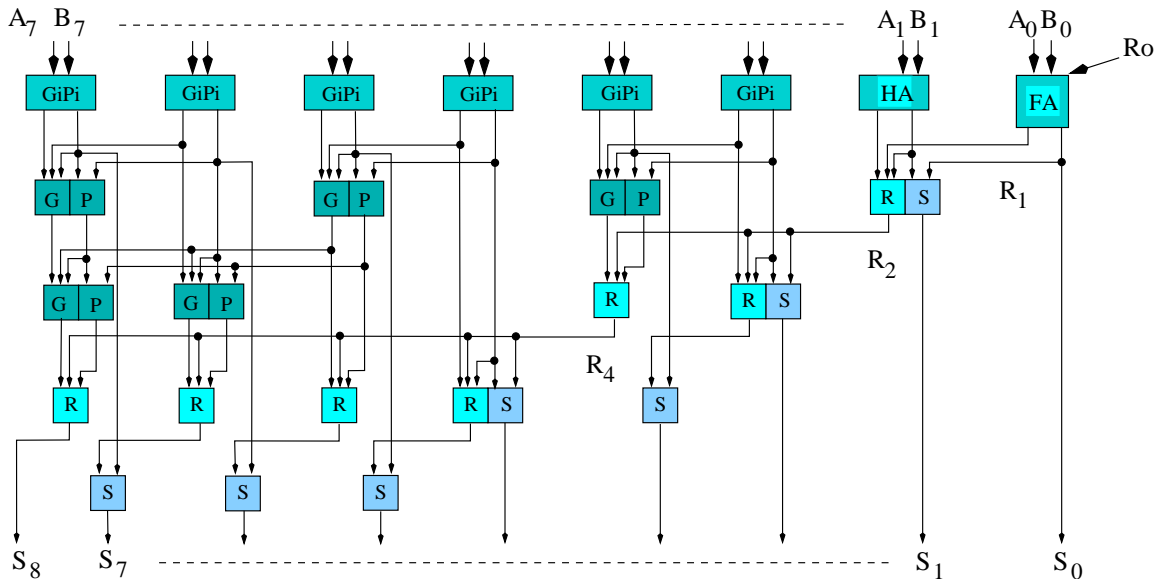 A7 B7 A1 B1 A0 B0
Ro
GiPi GiPi GiPi GiPi GiPi GiPi HA FA
G P G P G P R S
R1
R2
G P G P R R S
R4
R R R R S S
S S S
S8 S7 S1 S0